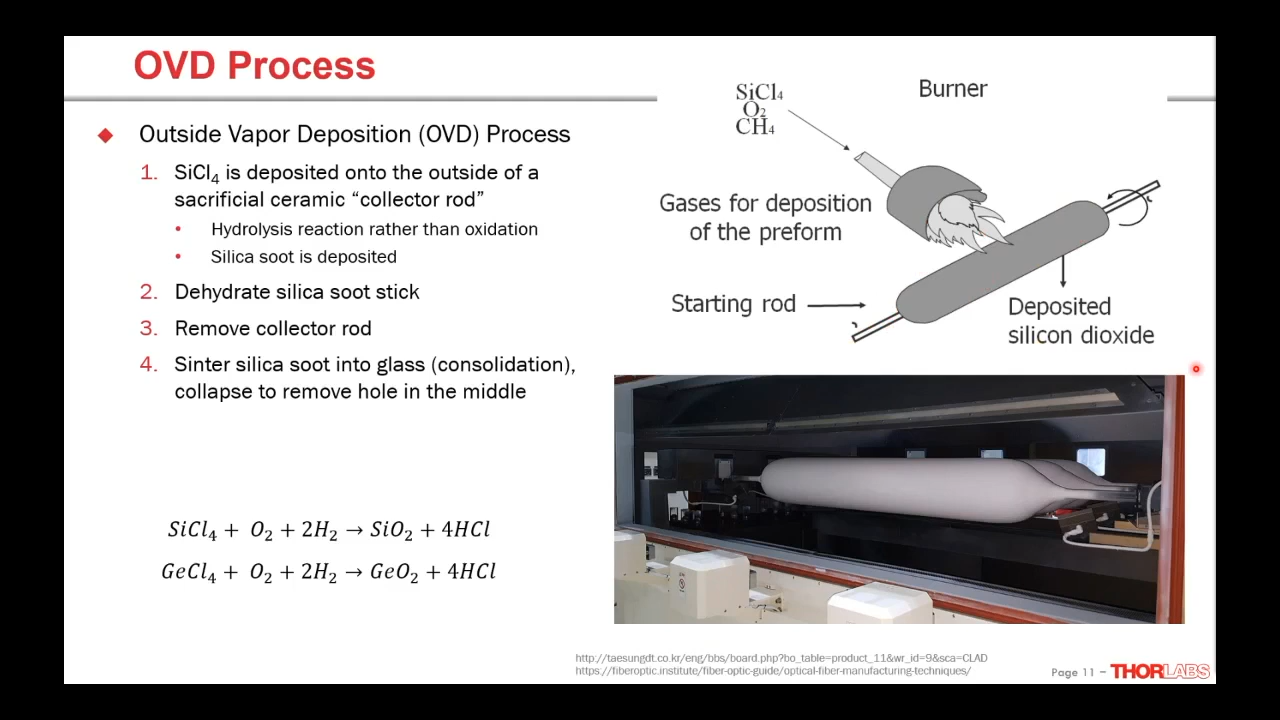 OVD Process
Outside Vapor Deposition (OVD) Process
1. SiCl₄ is deposited onto the outside of a
sacrificial ceramic “collector rod”
• Hydrolysis reaction rather than oxidation
• Silica soot is deposited
2. Dehydrate silica soot stick
3. Remove collector rod
4. Sinter silica soot into glass (consolidation),
collapse to remove hole in the middle
SiCl₄ + O₂ + 2H₂ → SiO₂ + 4HCl
GeCl₄ + O₂ + 2H₂ → GeO₂ + 4HCl
SiCl₄
O₂
CH₄
Burner
Gases for deposition
of the preform
Starting rod
Deposited
silicon dioxide
http://taesungdt.co.kr/eng/bbs/board.php?bo_table=product_11&wr_id=9&sca=CLAD
https://fiberoptic.institute/fiber-optic-guide/optical-fiber-manufacturing-techniques/
Page 11 – THORLABS